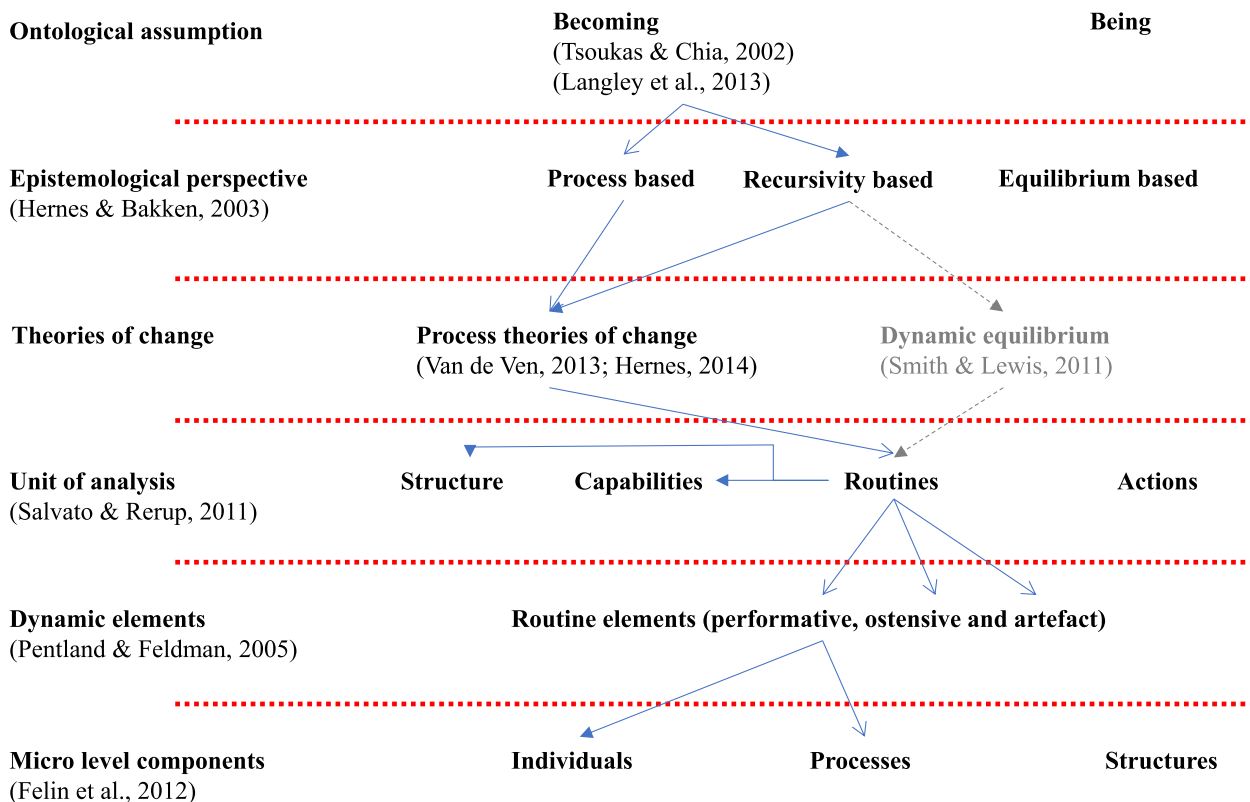 Ontological assumption
Becoming
(Tsoukas & Chia, 2002)
(Langley et al., 2013)
Being
Epistemological perspective
(Hernes & Bakken, 2003)
Process based
Recursivity based
Equilibrium based
Theories of change
Process theories of change
(Van de Ven, 2013; Hernes, 2014)
Dynamic equilibrium
(Smith & Lewis, 2011)
Unit of analysis
(Salvato & Rerup, 2011)
Structure
Capabilities
Routines
Actions
Dynamic elements
(Pentland & Feldman, 2005)
Routine elements (performative, ostensive and artefact)
Micro level components
(Felin et al., 2012)
Individuals
Processes
Structures